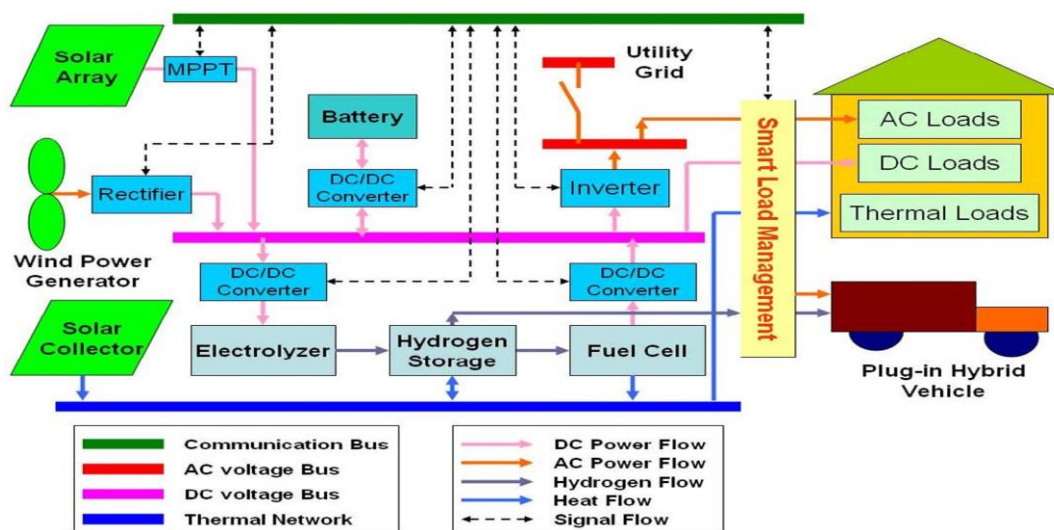 Solar
Array
MPPT
Utility
Grid
Battery
DC/DC
Converter
Inverter
Rectifier
Wind Power
Generator
DC/DC
Converter
DC/DC
Converter
Solar
Collector
Electrolyzer
Hydrogen
Storage
Fuel Cell
Smart Load Management
AC Loads
DC Loads
Thermal Loads
Plug-in Hybrid
Vehicle
Communication Bus
AC voltage Bus
DC voltage Bus
Thermal Network
DC Power Flow
AC Power Flow
Hydrogen Flow
Heat Flow
Signal Flow